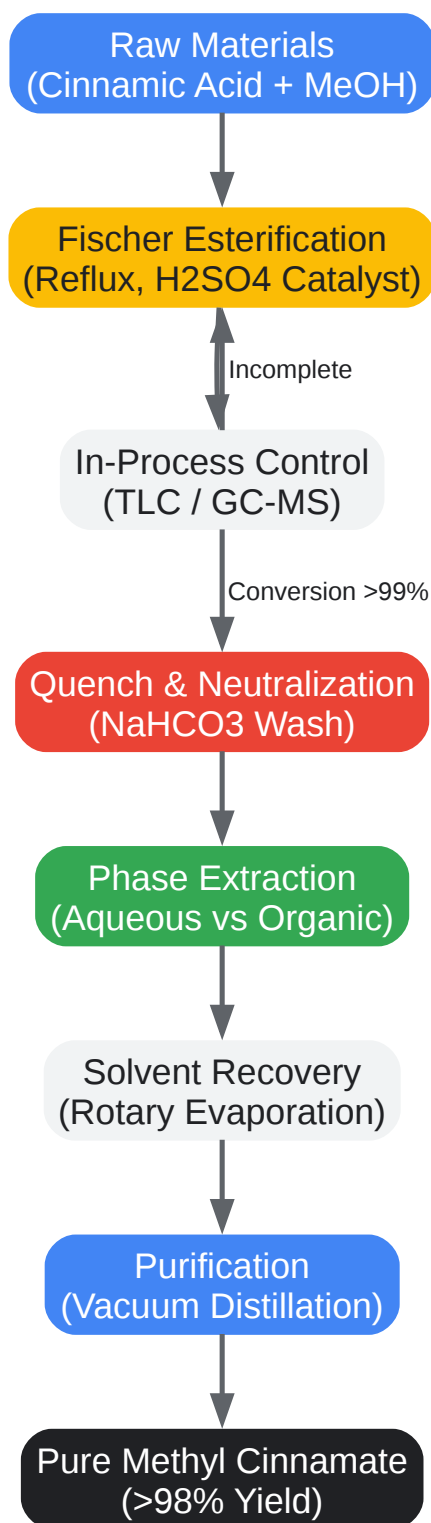 Raw Materials
(Cinnamic Acid + MeOH)
Fischer Esterification
(Reflux, H2SO4 Catalyst)
Incomplete
In-Process Control
(TLC / GC-MS)
Conversion >99%
Quench & Neutralization
(NaHCO3 Wash)
Phase Extraction
(Aqueous vs Organic)
Solvent Recovery
(Rotary Evaporation)
Purification
(Vacuum Distillation)
Pure Methyl Cinnamate
(>98% Yield)